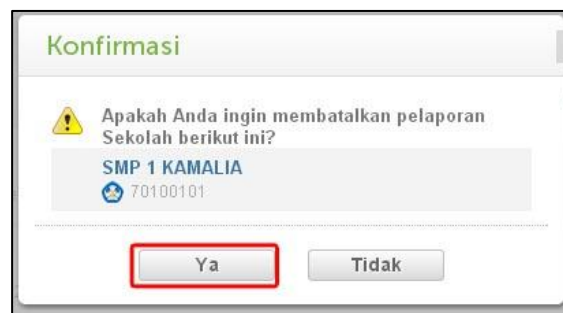 Konfirmasi
Apakah Anda ingin membatalkan pelaporan
Sekolah berikut ini?
SMP 1 KAMALIA
70100101
Ya
Tidak